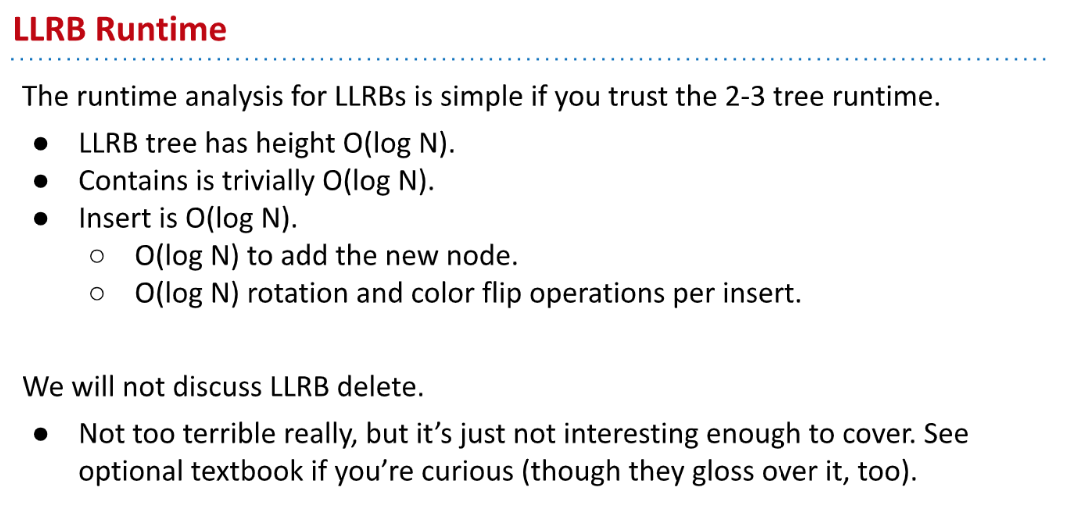 LLRB Runtime
The runtime analysis for LLRBs is simple if you trust the 2-3 tree runtime.
● LLRB tree has height O(log N).
● Contains is trivially O(log N).
● Insert is O(log N).
○ O(log N) to add the new node.
○ O(log N) rotation and color flip operations per insert.
We will not discuss LLRB delete.
● Not too terrible really, but it’s just not interesting enough to cover. See
optional textbook if you’re curious (though they gloss over it, too).